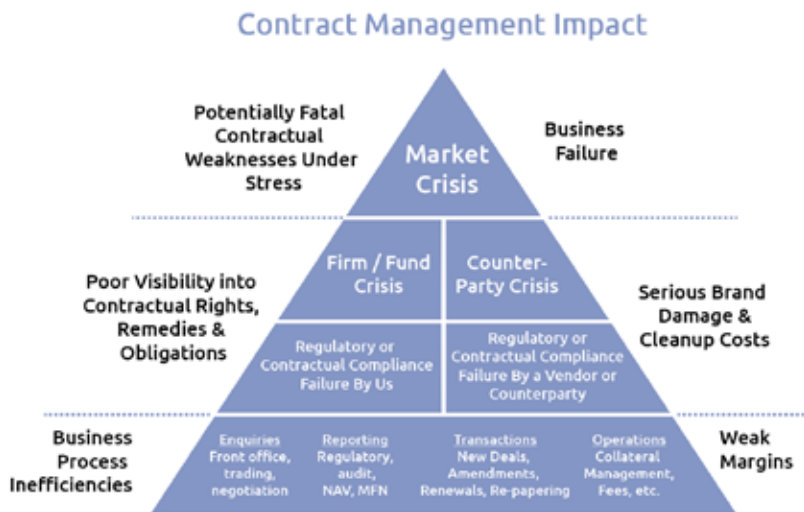 Contract Management Impact
Potentially Fatal
Contractual
Weaknesses Under
Stress
Market
Crisis
Business
Failure
Poor Visibility into
Contractual Rights,
Remedies &
Obligations
Firm / Fund
Crisis
Counter-
Party Crisis
Regulatory or
Contractual Compliance
Failure By Us
Regulatory or
Contractual Compliance
Failure By a Vendor or
Counterparty
Serious Brand
Damage &
Cleanup Costs
Business
Process
Inefficiencies
Enquiries
Front office,
trading,
negotiation
Reporting
Regulatory,
audit,
NAV, MFN
Transactions
New Deals,
Amendments,
Renewals, Re-papering
Operations
Collateral
Management,
Fees, etc.
Weak
Margins